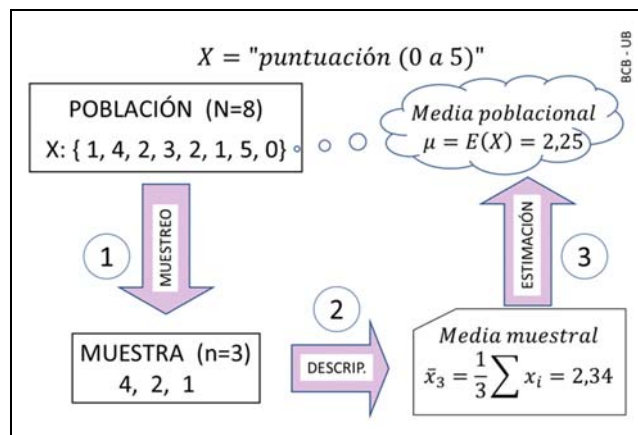 X = "puntuación (0 a 5)"
BCB - UB
POBLACIÓN (N=8)
X: { 1, 4, 2, 3, 2, 1, 5, 0}
Media poblacional
μ = E(X) = 2,25
1
MUESTREO
ESTIMACIÓN
3
2
MUESTRA (n=3)
4, 2, 1
DESCRIP.
Media muestral
x̄₃ = 1/3 ∑ xᵢ = 2,34